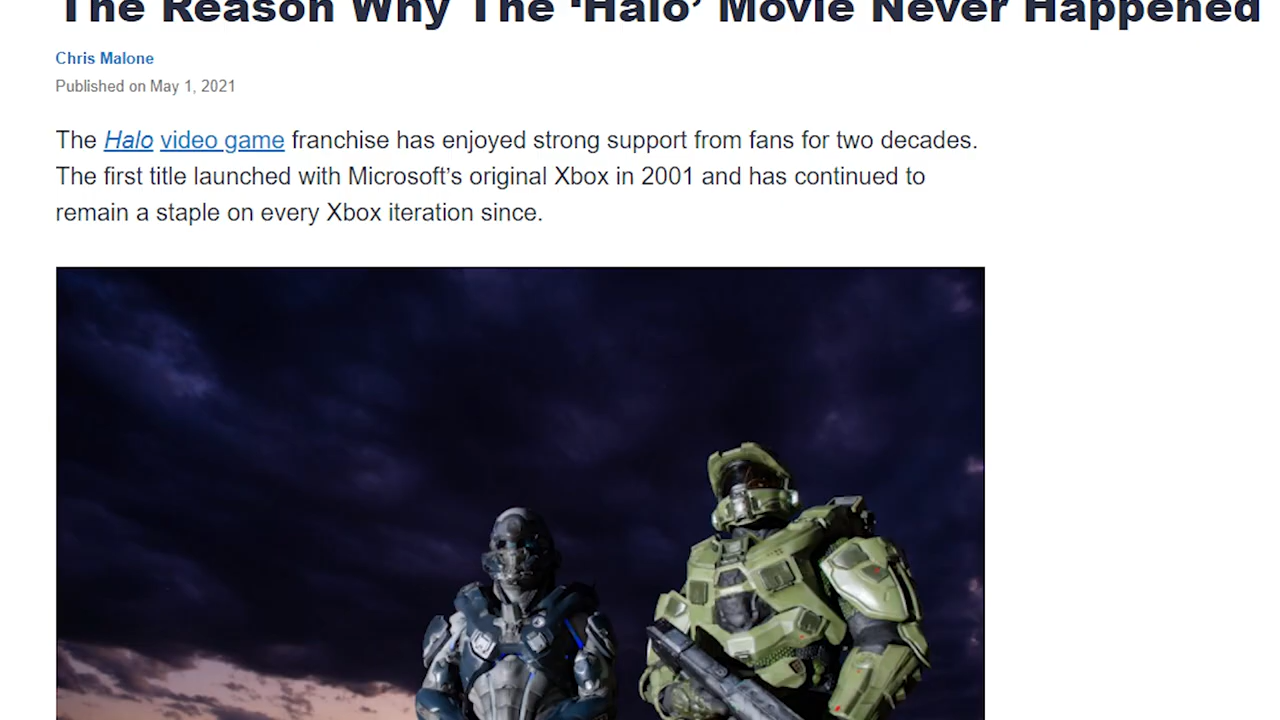 The Reason Why The ‘Halo’ Movie Never Happened
Chris Malone
Published on May 1, 2021
The Halo video game franchise has enjoyed strong support from fans for two decades.
The first title launched with Microsoft’s original Xbox in 2001 and has continued to
remain a staple on every Xbox iteration since.